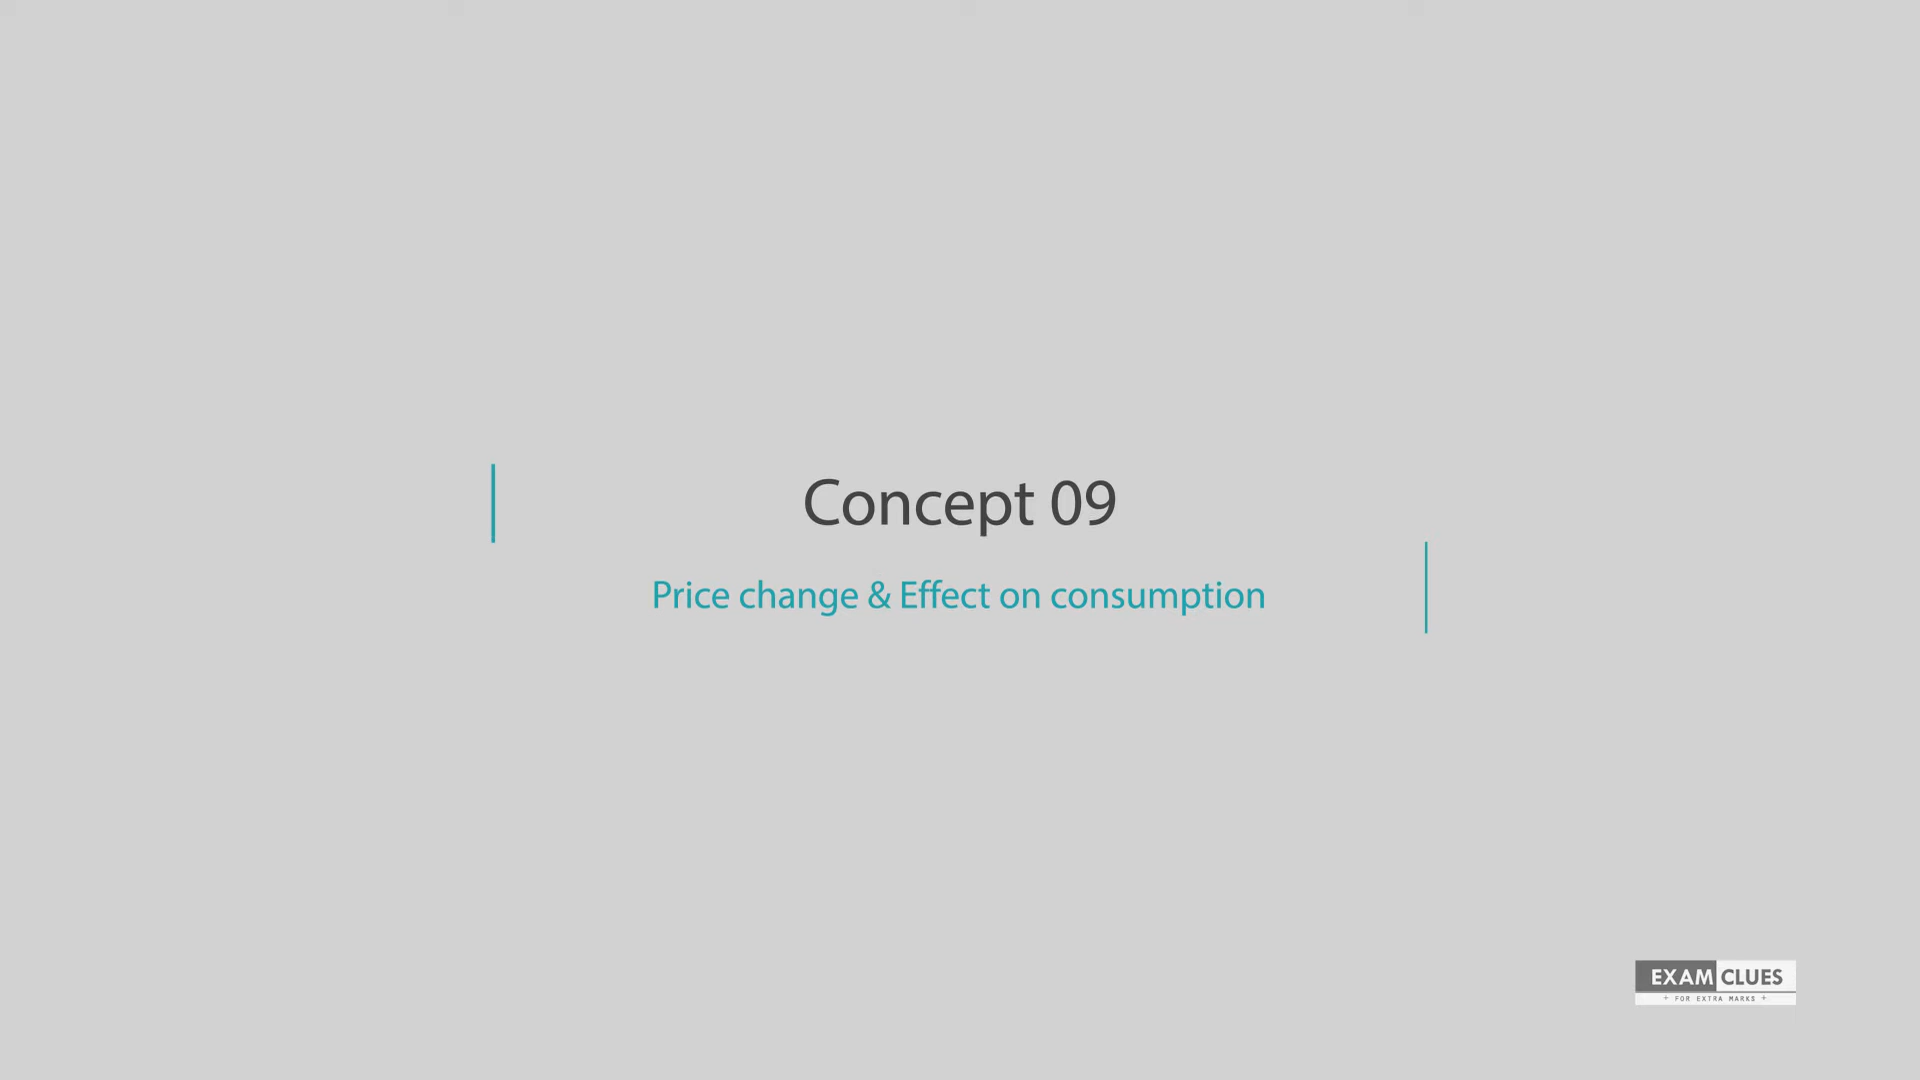 Concept 09
Price change & Effect on consumption
EXAM CLUES
+ FOR EXTRA MARKS +